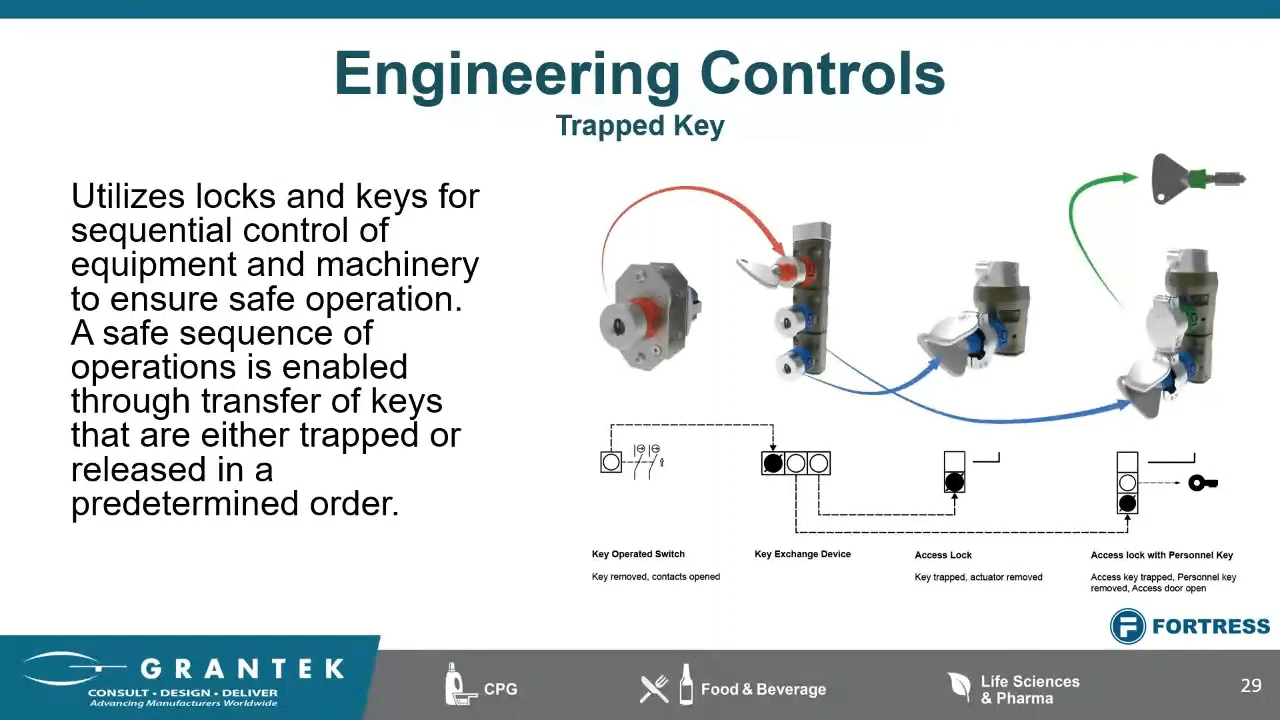 Engineering Controls
Trapped Key
Utilizes locks and keys for
sequential control of
equipment and machinery
to ensure safe operation.
A safe sequence of
operations is enabled
through transfer of keys
that are either trapped or
released in a
predetermined order.
Key Operated Switch
Key removed, contacts opened
Key Exchange Device
Access Lock
Key trapped, actuator removed
Access lock with Personnel Key
Access key trapped, Personnel key
removed, Access door open
FORTRESS
GRANTEK
CONSULT • DESIGN • DELIVER
Advancing Manufacturers Worldwide
CPG
Food & Beverage
Life Sciences
& Pharma
29